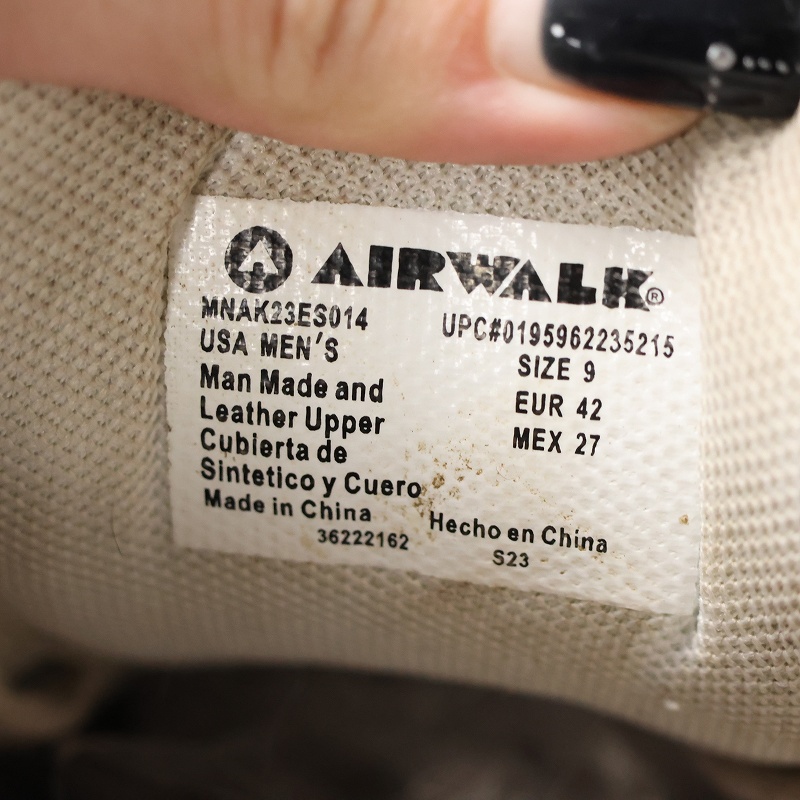 AIRWALK®
MNAK23ES014
UPC#0195962235215
USA MEN'S
SIZE 9
Man Made and
Leather Upper
EUR 42
Cubierta de
MEX 27
Sintetico y Cuero
Made in China
Hecho en China
36222162
S23